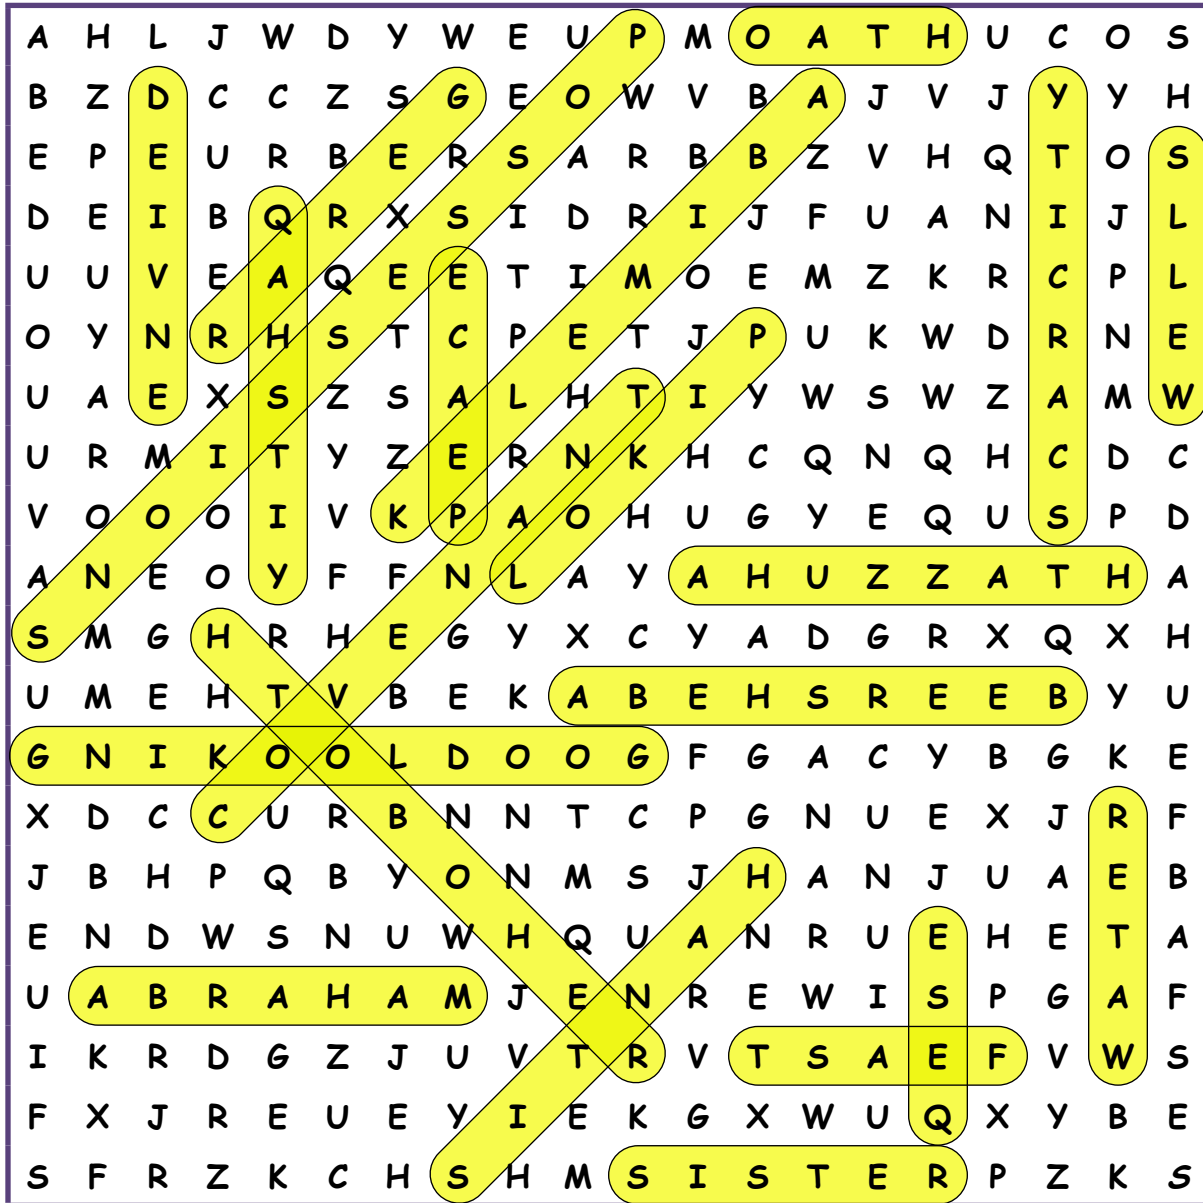 A H L J W D Y W E U P M O A T H U C O S
B Z D C C Z S G E O W V B A J V J Y Y H
E P E U R B E R S A R B B Z V H Q T O S
D E I B Q R X S I D R I J F U A N I J L
U U V E A Q E E T I M O E M Z K R C P L
O Y N R H S T C P E T J P U K W D R N E
U A E X S Z S A L H T I Y W S W Z A M W
U R M I T Y Z E R N K H C Q N Q H C D C
V O O O I V K P A O H U G Y E Q U S P D
A N E O Y F F N L A Y A H U Z Z A T H A
S M G H R H E G Y X C Y A D G R X Q X H
U M E H T V B E K A B E H S R E E B Y U
G N I K O O L D O O G F G A C Y B G K E
X D C C U R B N N T C P G N U E X J R F
J B H P Q B Y O N M S J H A N J U A E B
E N D W S N U W H Q U A N R U E H E T A
U A B R A H A M J E N R E W I S P G A F
I K R D G Z J U V T R V T S A E F V W S
F X J R E U E Y I E K G X W U Q X Y B E
S F R Z K C H S H M S I S T E R P Z K S